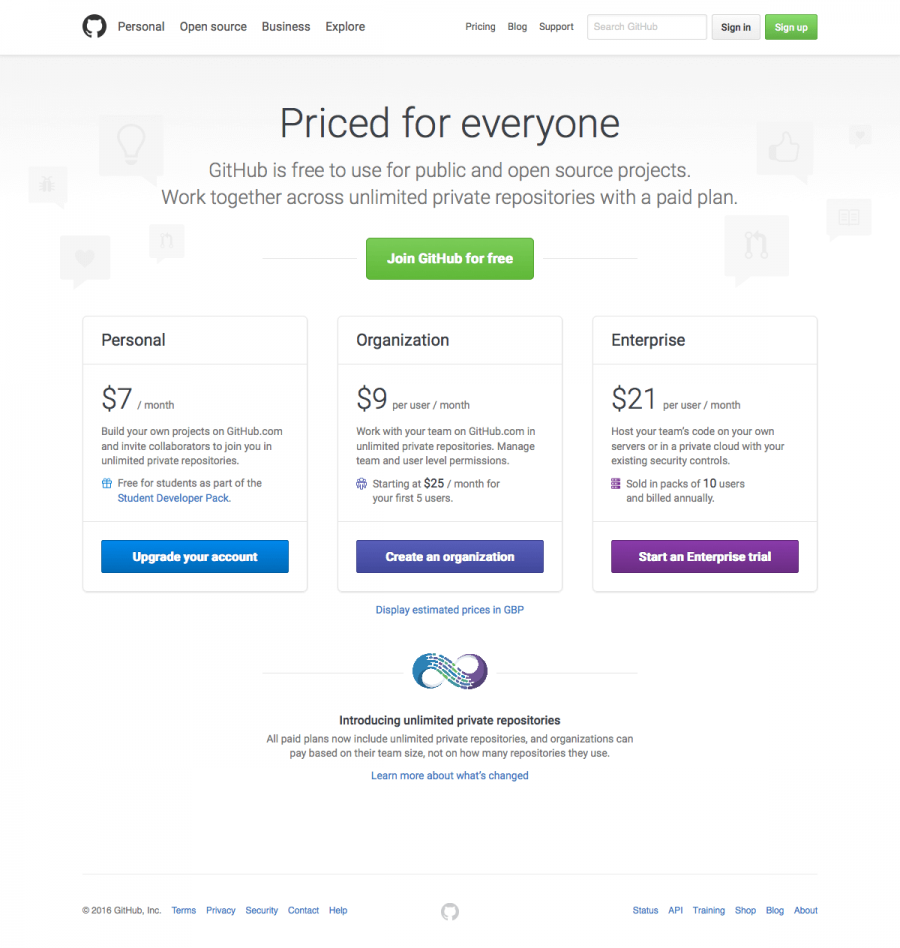 Personal Open source Business Explore Pricing Blog Support Search GitHub Sign in Sign up
Priced for everyone
GitHub is free to use for public and open source projects.
Work together across unlimited private repositories with a paid plan.
Join GitHub for free
Personal
$7 / month
Build your own projects on GitHub.com
and invite collaborators to join you in
unlimited private repositories.
Free for students as part of the
Student Developer Pack.
Upgrade your account
Organization
$9 per user / month
Work with your team on GitHub.com in
unlimited private repositories. Manage
team and user level permissions.
Starting at $25 / month for
your first 5 users.
Create an organization
Enterprise
$21 per user / month
Host your team's code on your own
servers or in a private cloud with your
existing security controls.
Sold in packs of 10 users
and billed annually.
Start an Enterprise trial
Display estimated prices in GBP
Introducing unlimited private repositories
All paid plans now include unlimited private repositories, and organizations can
pay based on their team size, not on how many repositories they use.
Learn more about what's changed
© 2016 GitHub, Inc. Terms Privacy Security Contact Help Status API Training Shop Blog About